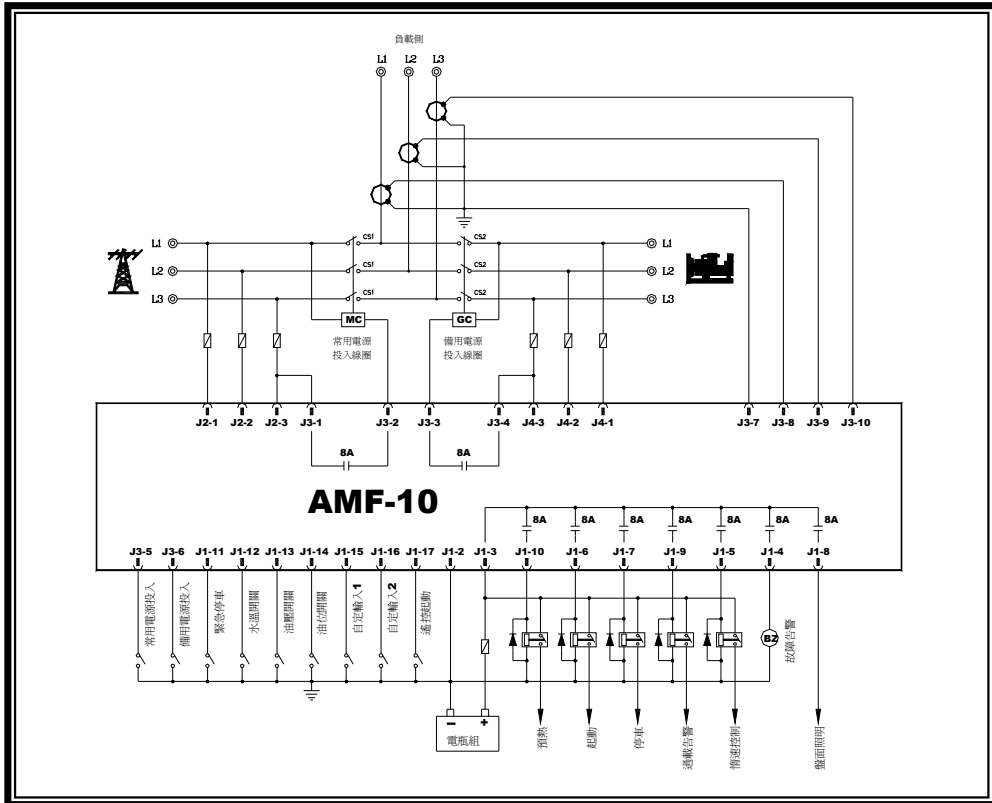 負載側
L1 L2 L3
L1 CS1 CS2 L1
L2 CS1 CS2 L2
L3 CS1 CS2 L3
MC GC
常用電源 備用電源
投入線圈 投入線圈
J2-1 J2-2 J2-3 J3-1 J3-2 J3-3 J3-4 J4-3 J4-2 J4-1 J3-7 J3-8 J3-9 J3-10
8A 8A
AMF-10
8A 8A 8A 8A 8A 8A 8A
J3-5 J3-6 J1-11 J1-12 J1-13 J1-14 J1-15 J1-16 J1-17 J1-2 J1-3 J1-10 J1-6 J1-7 J1-9 J1-5 J1-4 J1-8
常用電源投入
備用電源投入
緊急停車
水溫開關
油壓開關
油位開關
自定輸入1
自定輸入2
遙控起動
BZ
故障告警
− +
電瓶組
預熱
起動
停車
過載告警
惰速控制
盤面照明